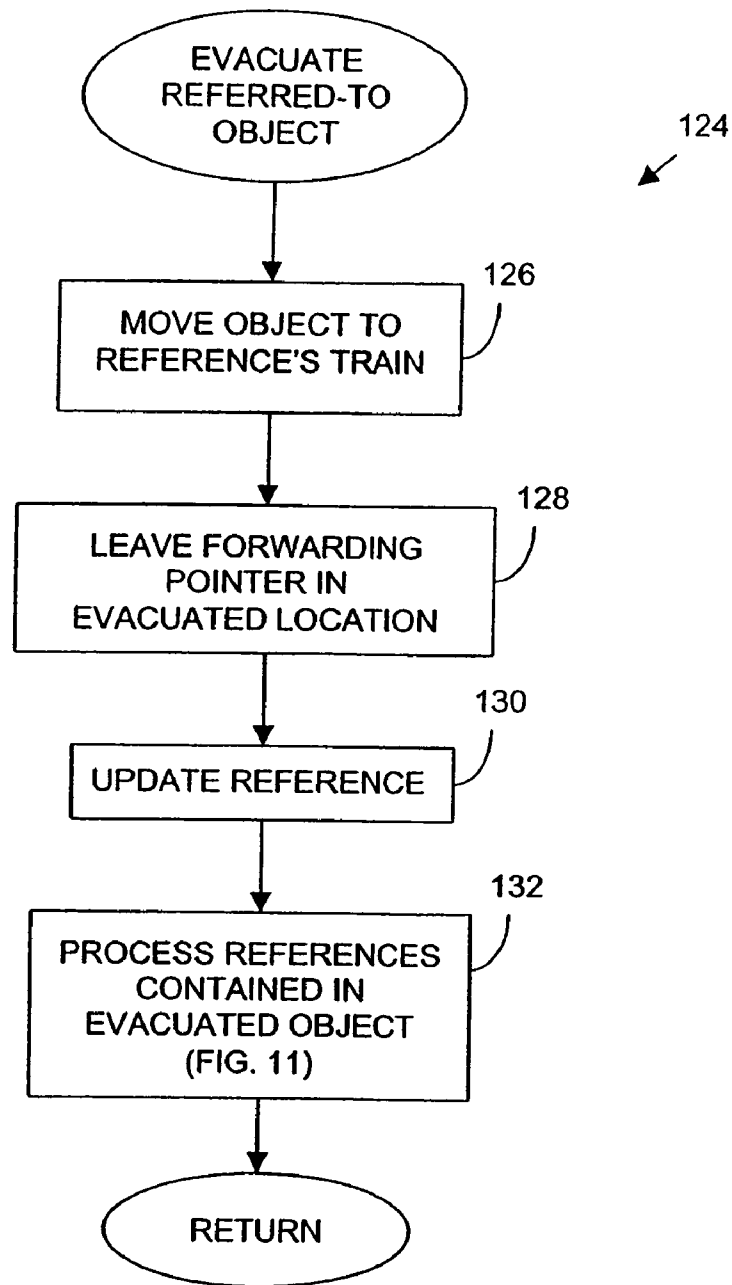 EVACUATE
REFERRED-TO
OBJECT
124
126
MOVE OBJECT TO
REFERENCE'S TRAIN
128
LEAVE FORWARDING
POINTER IN
EVACUATED LOCATION
130
UPDATE REFERENCE
132
PROCESS REFERENCES
CONTAINED IN
EVACUATED OBJECT
(FIG. 11)
RETURN